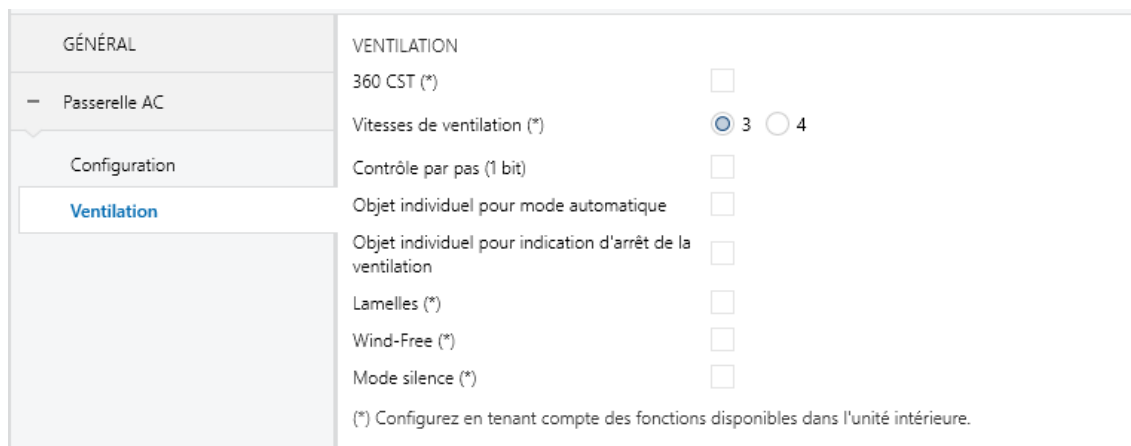 GÉNÉRAL
Passerelle AC
Configuration
Ventilation
VENTILATION
360 CST (*)
Vitesses de ventilation (*) 3 4
Contrôle par pas (1 bit)
Objet individuel pour mode automatique
Objet individuel pour indication d'arrêt de la
ventilation
Lamelles (*)
Wind-Free (*)
Mode silence (*)
(*) Configurez en tenant compte des fonctions disponibles dans l'unité intérieure.